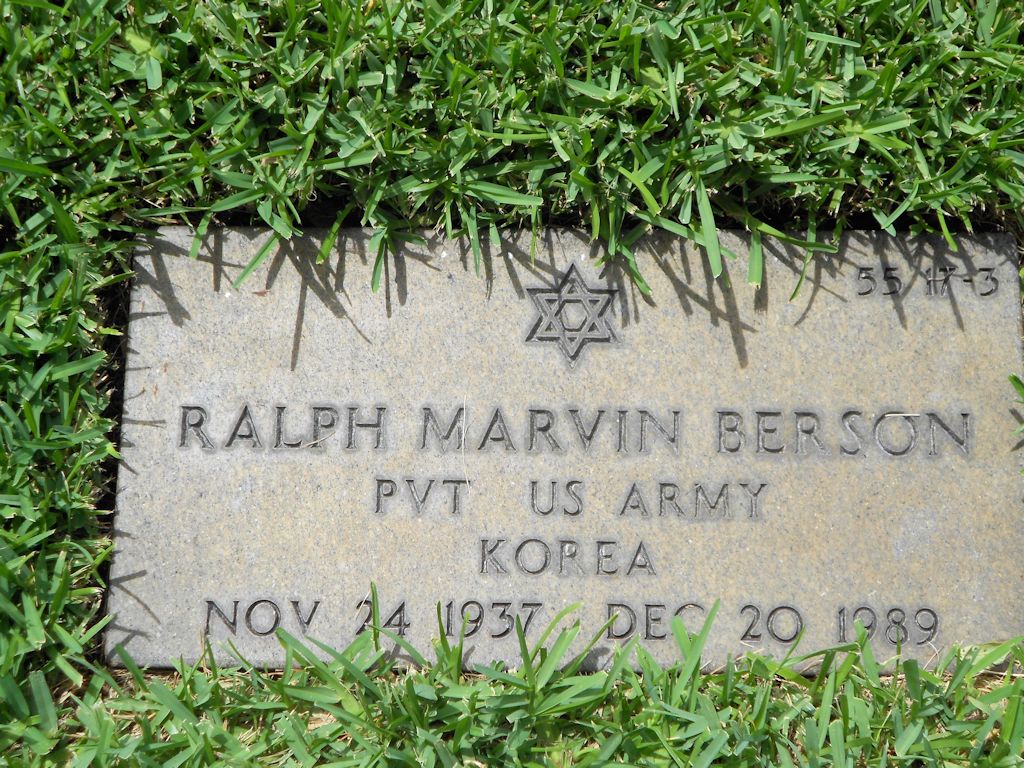 55 17-3
RALPH MARVIN BERSON
PVT US ARMY
KOREA
NOV 24 1937 DEC 20 1989